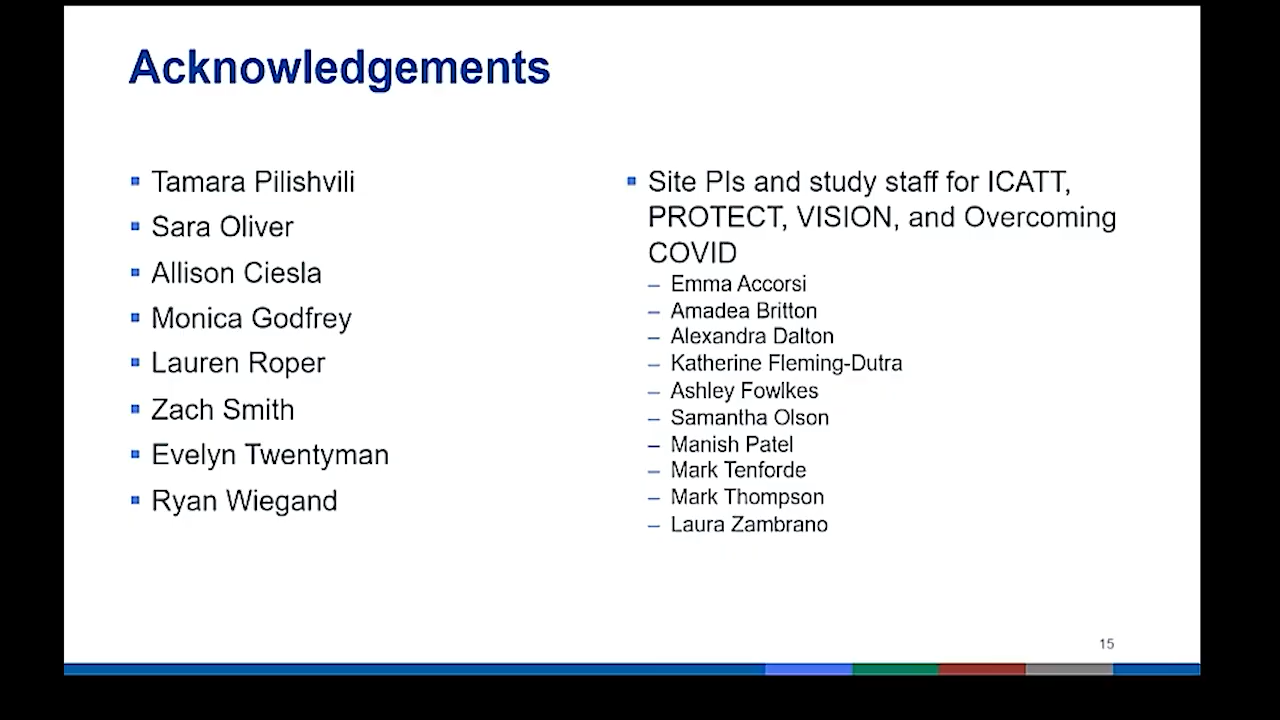 Acknowledgements
Tamara Pilishvili
Sara Oliver
Allison Ciesla
Monica Godfrey
Lauren Roper
Zach Smith
Evelyn Twentyman
Ryan Wiegand
Site PIs and study staff for ICATT,
PROTECT, VISION, and Overcoming
COVID
– Emma Accorsi
– Amadea Britton
– Alexandra Dalton
– Katherine Fleming-Dutra
– Ashley Fowlkes
– Samantha Olson
– Manish Patel
– Mark Tenforde
– Mark Thompson
– Laura Zambrano
15